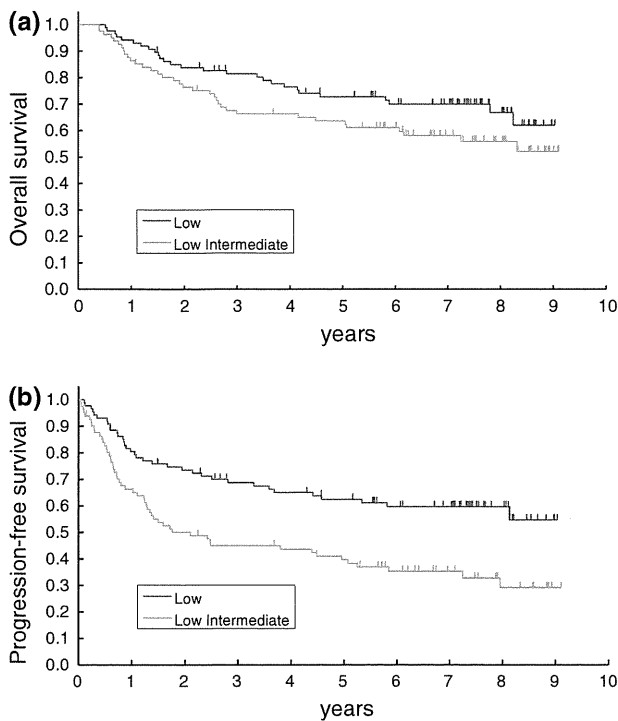 (a)
Overall survival
1.0
0.9
0.8
0.7
0.6
0.5
0.4
0.3
0.2
0.1
0.0
Low
Low Intermediate
0 1 2 3 4 5 6 7 8 9 10
years
(b)
Progression-free survival
1.0
0.9
0.8
0.7
0.6
0.5
0.4
0.3
0.2
0.1
0.0
Low
Low Intermediate
0 1 2 3 4 5 6 7 8 9 10
years